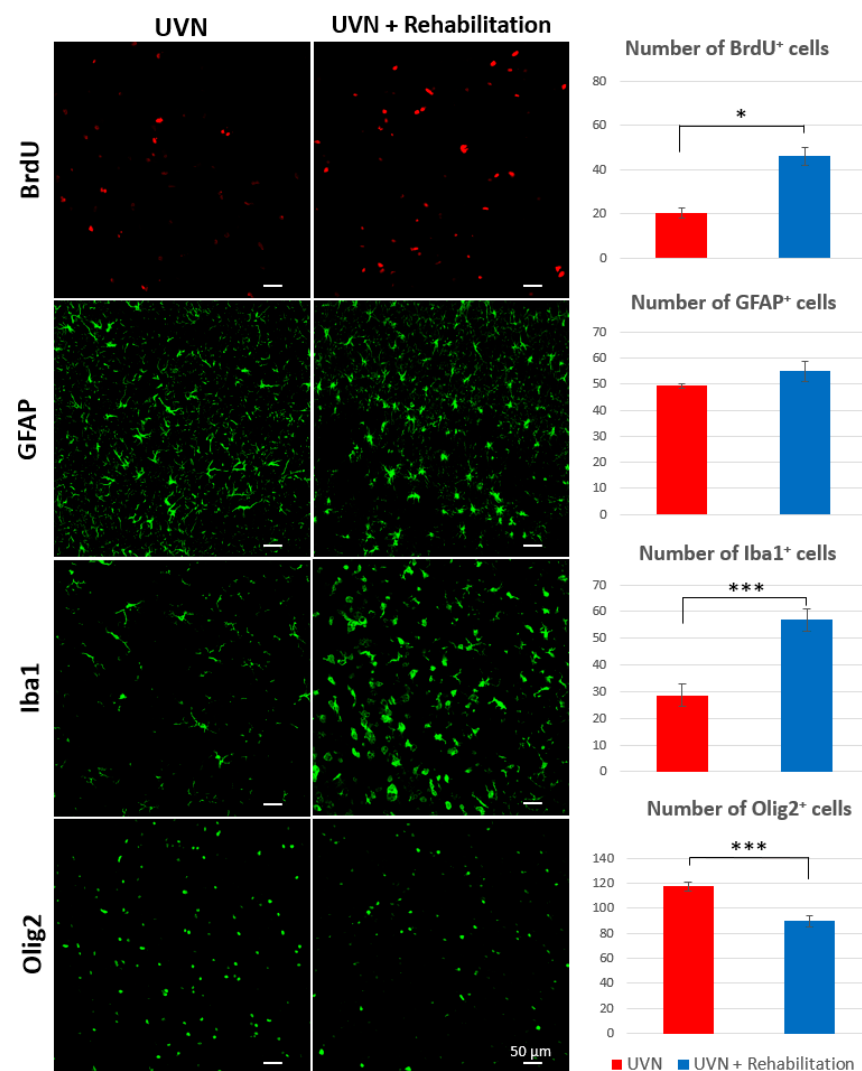 UVN
UVN + Rehabilitation
BrdU
GFAP
Iba1
Olig2
50 µm
Number of BrdU⁺ cells
80
60
40
20
0
*
Number of GFAP⁺ cells
70
60
50
40
30
20
10
0
Number of Iba1⁺ cells
70
60
50
40
30
20
10
0
***
Number of Olig2⁺ cells
140
120
100
80
60
40
20
0
***
UVN UVN + Rehabilitation